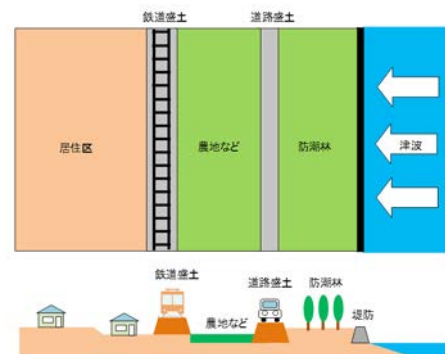 鉄道盛土
道路盛土
居住区
農地など
防潮林
津波
鉄道盛土
道路盛土
防潮林
堤防
農地など